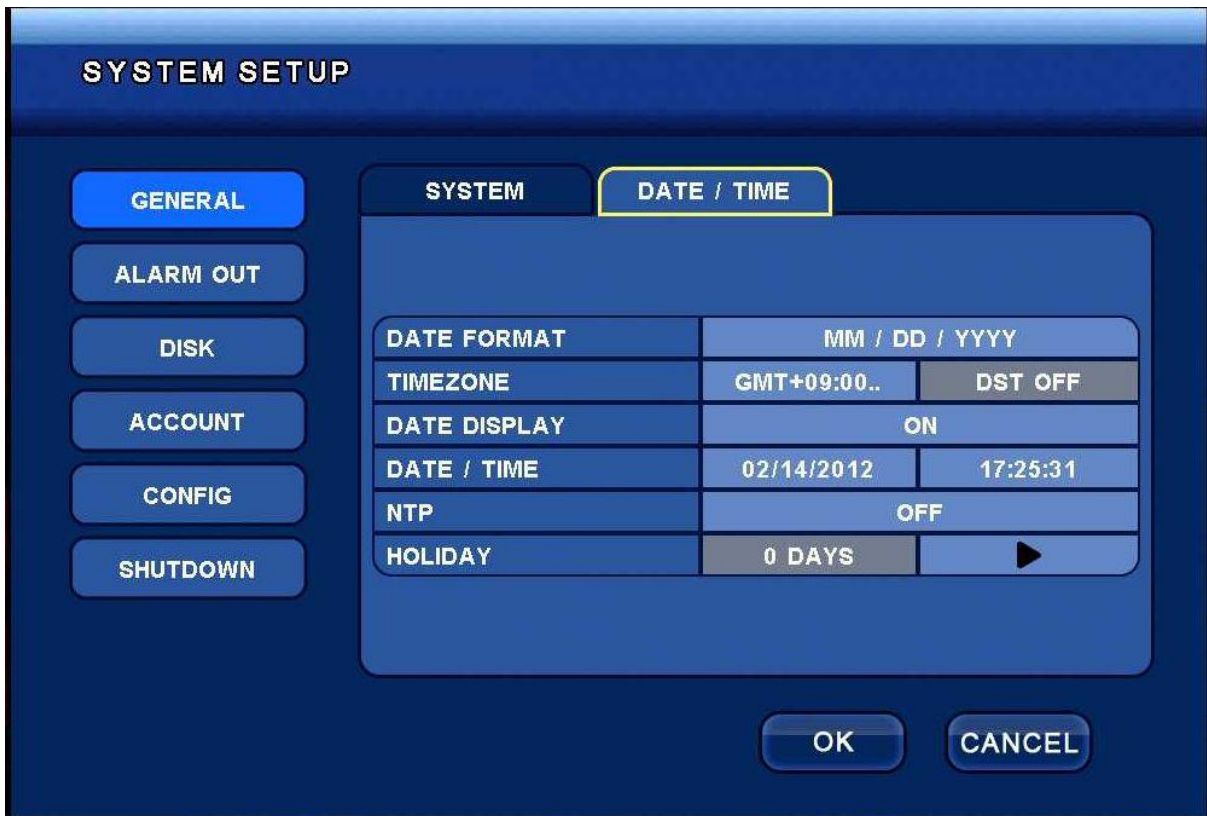 SYSTEM SETUP
GENERAL
ALARM OUT
DISK
ACCOUNT
CONFIG
SHUTDOWN
SYSTEM DATE / TIME
DATE FORMAT MM / DD / YYYY
TIMEZONE GMT+09:00.. DST OFF
DATE DISPLAY ON
DATE / TIME 02/14/2012 17:25:31
NTP OFF
HOLIDAY 0 DAYS
OK CANCEL